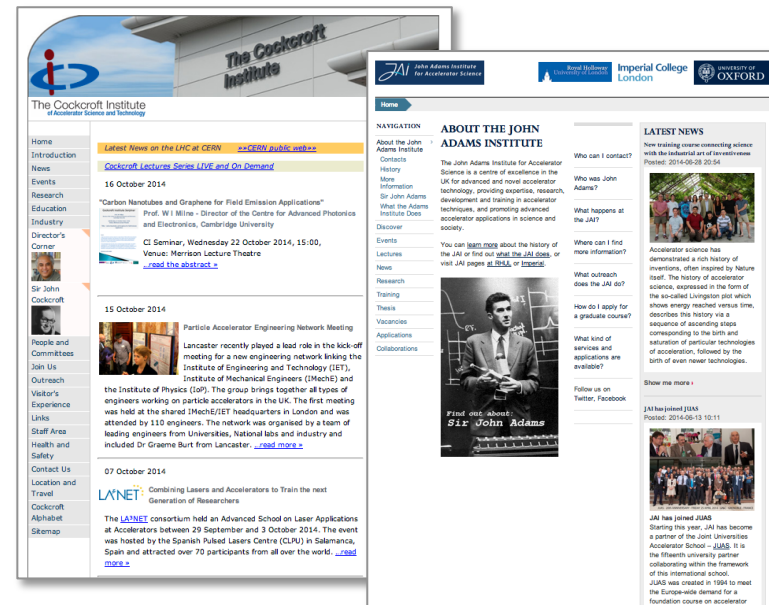 The Cockcroft
Institute
The Cockcroft Institute
of Accelerator Science and Technology
Home
Introduction
News
Events
Research
Education
Industry
Director's
Corner
Sir John
Cockcroft
People and
Committees
Join Us
Outreach
Visitor's
Experience
Links
Staff Area
Health and
Safety
Contact Us
Location and
Travel
Cockcroft
Alphabet
Sitemap
Latest News on the LHC at CERN »»CERN public web»»
Cockcroft Lectures Series LIVE and On Demand
16 October 2014
"Carbon Nanotubes and Graphene for Field Emission Applications"
Prof. W I Milne - Director of the Centre for Advanced Photonics
and Electronics, Cambridge University
CI Seminar, Wednesday 22 October 2014, 15:00,
Venue: Merrison Lecture Theatre
...read the abstract »
15 October 2014
Particle Accelerator Engineering Network Meeting
Lancaster recently played a lead role in the kick-off
meeting for a new engineering network linking the
Institute of Engineering and Technology (IET),
Institute of Mechanical Engineers (IMechE) and
the Institute of Physics (IoP). The group brings together all types of
engineers working on particle accelerators in the UK. The first meeting
was held at the shared IMechE/IET headquarters in London and was
attended by 110 engineers. The network was organised by a team of
leading engineers from Universities, National labs and industry and
included Dr Graeme Burt from Lancaster. ...read more »
07 October 2014
LA³NET
Combining Lasers and Accelerators to Train the next
Generation of Researchers
The LA³NET consortium held an Advanced School on Laser Applications
at Accelerators between 29 September and 3 October 2014. The event
was hosted by the Spanish Pulsed Lasers Centre (CLPU) in Salamanca,
Spain and attracted over 70 participants from all over the world. ...read
more »
JAI John Adams Institute
for Accelerator Science
Royal Holloway
University of London
Imperial College
London
UNIVERSITY OF
OXFORD
Home
NAVIGATION
About the John
Adams Institute
Contacts
History
More
Information
Sir John Adams
What the Adams
Institute Does
Discover
Events
Lectures
News
Research
Training
Thesis
Vacancies
Applications
Collaborations
ABOUT THE JOHN
ADAMS INSTITUTE
The John Adams Institute for Accelerator
Science is a centre of excellence in the
UK for advanced and novel accelerator
technology, providing expertise, research,
development and training in accelerator
techniques, and promoting advanced
accelerator applications in science and
society.
You can learn more about the history of
the JAI or find out what the JAI does, or
visit JAI pages at RHUL or Imperial.
Find out about:
Sir John Adams
Who can I contact?
Who was John
Adams?
What happens at
the JAI?
Where can I find
more information?
What outreach
does the JAI do?
How do I apply for
a graduate course?
What kind of
services and
applications are
available?
Follow us on
Twitter, Facebook
LATEST NEWS
New training course connecting science
with the industrial art of inventiveness
Posted: 2014-06-28 20:54
Accelerator science has
demonstrated a rich history of
inventions, often inspired by Nature
itself. The history of accelerator
science, expressed in the form of
the so-called Livingston plot which
shows energy reached versus time,
describes this history via a
sequence of ascending steps
corresponding to the birth and
saturation of particular technologies
of acceleration, followed by the
birth of even newer technologies.
Show me more ›
JAI has joined JUAS
Posted: 2014-06-13 10:11
JAI has joined JUAS
Starting this year, JAI has become
a partner of the Joint Universities
Accelerator School – JUAS. It is
the fifteenth university partner
collaborating within the framework
of this international school.
JUAS was created in 1994 to meet
the Europe-wide demand for a
foundation course on accelerator